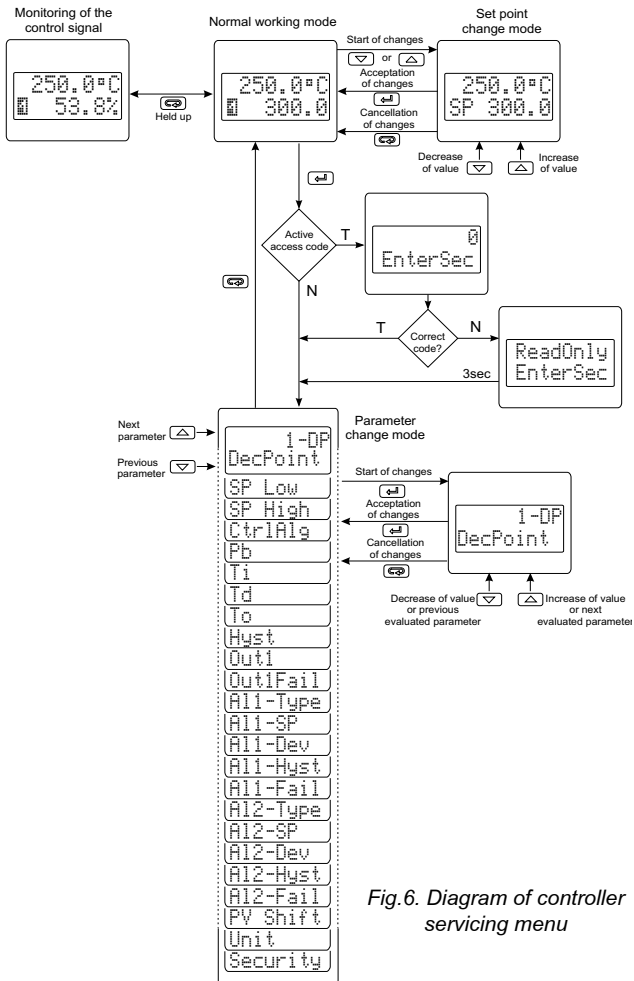 Monitoring of the
control signal
250.0°C
53.8%
Held up
Normal working mode
250.0°C
300.0
Start of changes
or
Acceptation
of changes
Cancellation
of changes
Set point
change mode
250.0°C
SP 300.0
Decrease
of value
Increase
of value
Active
access code
T
N
0
EnterSec
Correct
code?
T
N
ReadOnly
EnterSec
3sec
Next
parameter
Previous
parameter
Parameter
change mode
1-DP
DecPoint
SP Low
SP High
CtrlAlg
Pb
Ti
Td
To
Hyst
Out1
Out1Fail
Al1-Type
Al1-SP
Al1-Dev
Al1-Hyst
Al1-Fail
Al2-Type
Al2-SP
Al2-Dev
Al2-Hyst
Al2-Fail
PV Shift
Unit
Security
Start of changes
Acceptation
of changes
Cancellation
of changes
1-DP
DecPoint
Decrease of value
or previous
evaluated parameter
Increase of value
or next
evaluated parameter
Fig.6. Diagram of controller
servicing menu